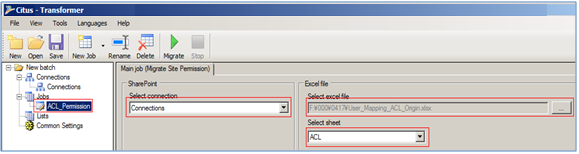 Citus - Transformer
File View Tools Languages Help
New Open Save New Job Rename Delete Migrate Stop
New batch
Connections
Connections
Jobs
ACL_Permission
Lists
Common Settings
Main job (Migrate Site Permission)
SharePoint
Select connection
Connections
Excel file
Select excel file
F:\000\0417\User_Mapping_ACL_Origin.xlsx
...
Select sheet
ACL